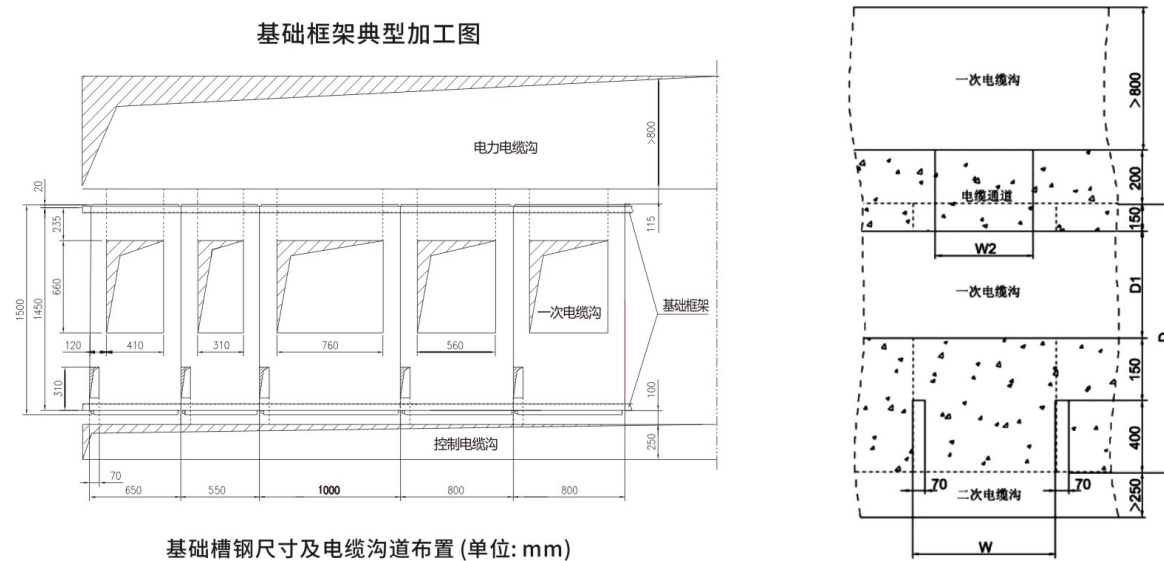 基础框架典型加工图
电力电缆沟
>800
20
235
115
1500
1450
660
一次电缆沟
基础框架
120
410
310
760
560
310
100
控制电缆沟
250
70
650
550
1000
800
800
基础槽钢尺寸及电缆沟道布置 (单位: mm)
一次电缆沟
>800
200
电缆通道
150
W2
一次电缆沟
D1
D
150
400
70
70
二次电缆沟
>250
W